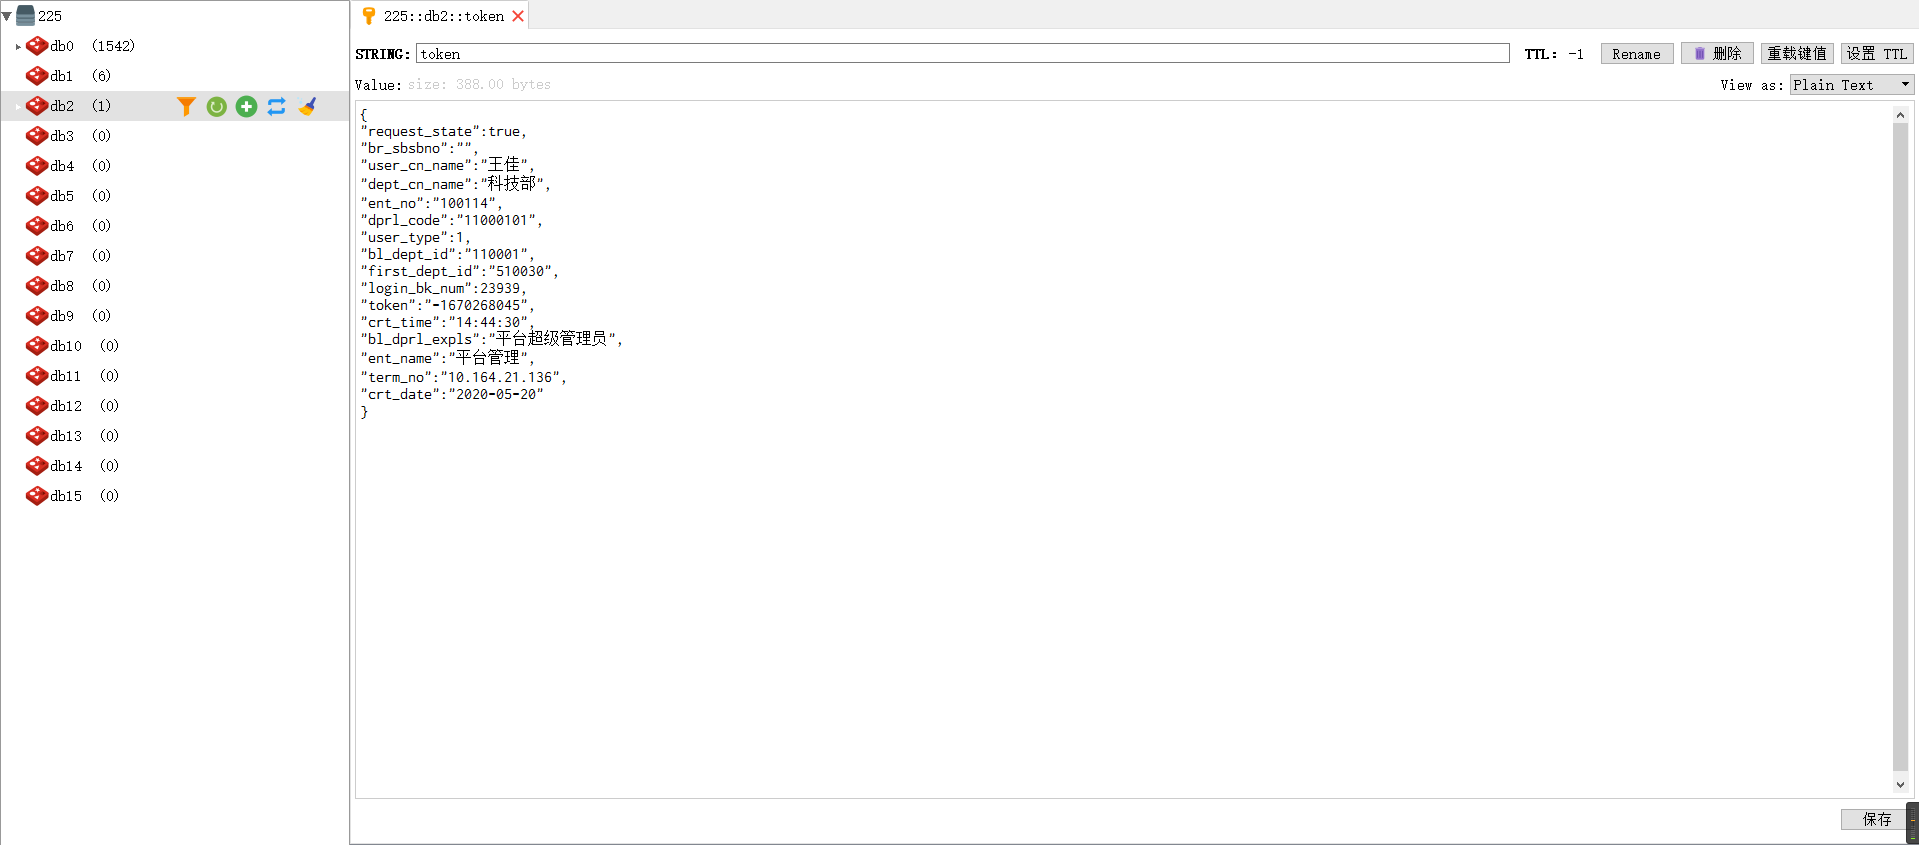 225
db0 (1542)
db1 (6)
db2 (1)
db3 (0)
db4 (0)
db5 (0)
db6 (0)
db7 (0)
db8 (0)
db9 (0)
db10 (0)
db11 (0)
db12 (0)
db13 (0)
db14 (0)
db15 (0)
225::db2::token
STRING: token TTL: -1 Rename 删除 重载键值 设置 TTL
Value: size: 388.00 bytes View as: Plain Text
{
"request_state":true,
"br_sbsbno":"",
"user_cn_name":"王佳",
"dept_cn_name":"科技部",
"ent_no":"100114",
"dprl_code":"11000101",
"user_type":1,
"bl_dept_id":"110001",
"first_dept_id":"510030",
"login_bk_num":23939,
"token":"-1670268045",
"crt_time":"14:44:30",
"bl_dprl_expls":"平台超级管理员",
"ent_name":"平台管理",
"term_no":"10.164.21.136",
"crt_date":"2020-05-20"
}
保存